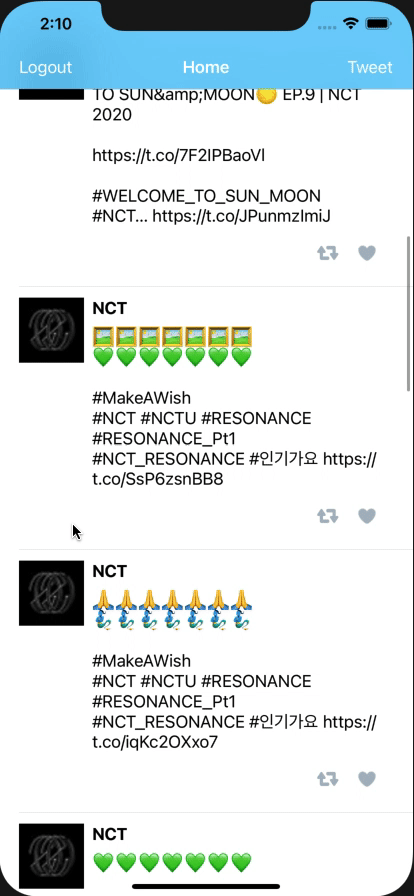 2:10
Logout Home Tweet
TO SUN&amp;MOON🌕 EP.9 | NCT
2020
https://t.co/7F2IPBaoVl
#WELCOME_TO_SUN_MOON
#NCT... https://t.co/JPunmzImiJ
NCT
🖼🖼🖼🖼🖼🖼🖼
💚💚💚💚💚💚💚
#MakeAWish
#NCT #NCTU #RESONANCE
#RESONANCE_Pt1
#NCT_RESONANCE #인기가요 https://
t.co/SsP6zsnBB8
NCT
🙏🙏🙏🙏🙏🙏🙏
🧞‍♂️🧞‍♂️🧞‍♂️🧞‍♂️🧞‍♂️🧞‍♂️🧞‍♂️
#MakeAWish
#NCT #NCTU #RESONANCE
#RESONANCE_Pt1
#NCT_RESONANCE #인기가요 https://
t.co/iqKc2OXxo7
NCT
💚💚💚💚💚💚💚